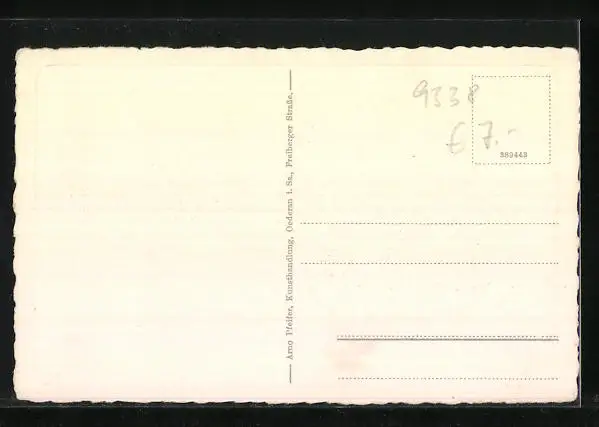 9338
€ 7.-
389443
Arno Pfeifer, Kunsthandlung, Oederan i. Sa., Freiberger Straße.